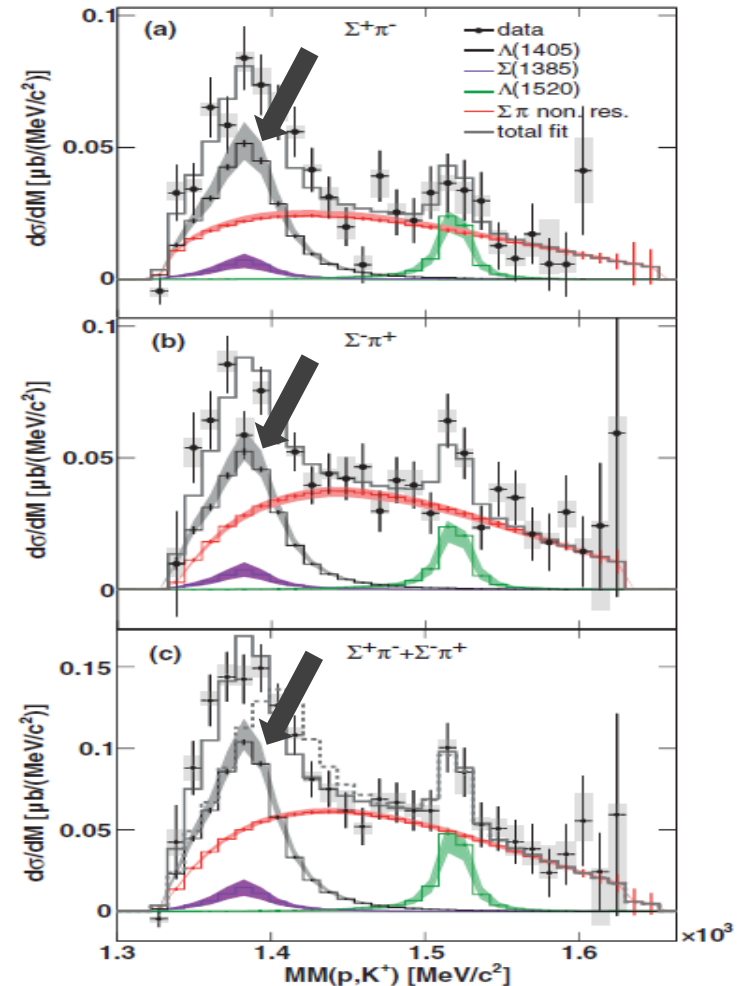 0.1
(a)
Σ⁺π⁻
data
Λ(1405)
Σ(1385)
Λ(1520)
Σπ non. res.
total fit
0.05
0
dσ/dM [μb/(MeV/c²)]
0.1
(b)
Σ⁻π⁺
0.05
0
dσ/dM [μb/(MeV/c²)]
(c)
Σ⁺π⁻+Σ⁻π⁺
0.15
0.1
0.05
0
dσ/dM [μb/(MeV/c²)]
1.3 1.4 1.5 1.6 ×10³
MM(p,K⁺) [MeV/c²]